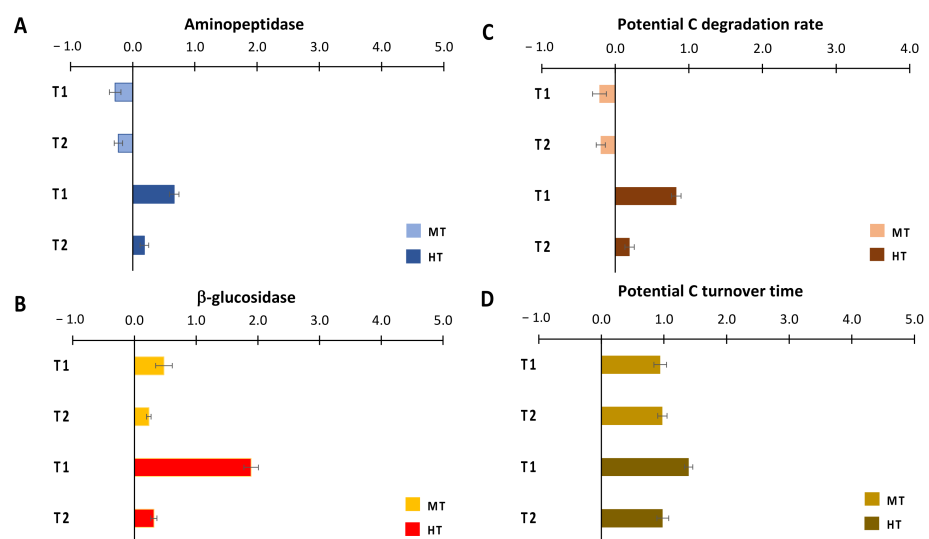 A
Aminopeptidase
− 1.0 0.0 1.0 2.0 3.0 4.0 5.0
T1
T2
T1
T2
MT
HT
B
β-glucosidase
− 1.0 0.0 1.0 2.0 3.0 4.0 5.0
T1
T2
T1
T2
MT
HT
C
Potential C degradation rate
− 1.0 0.0 1.0 2.0 3.0 4.0
T1
T2
T1
T2
MT
HT
D
Potential C turnover time
− 1.0 0.0 1.0 2.0 3.0 4.0 5.0
T1
T2
T1
T2
MT
HT